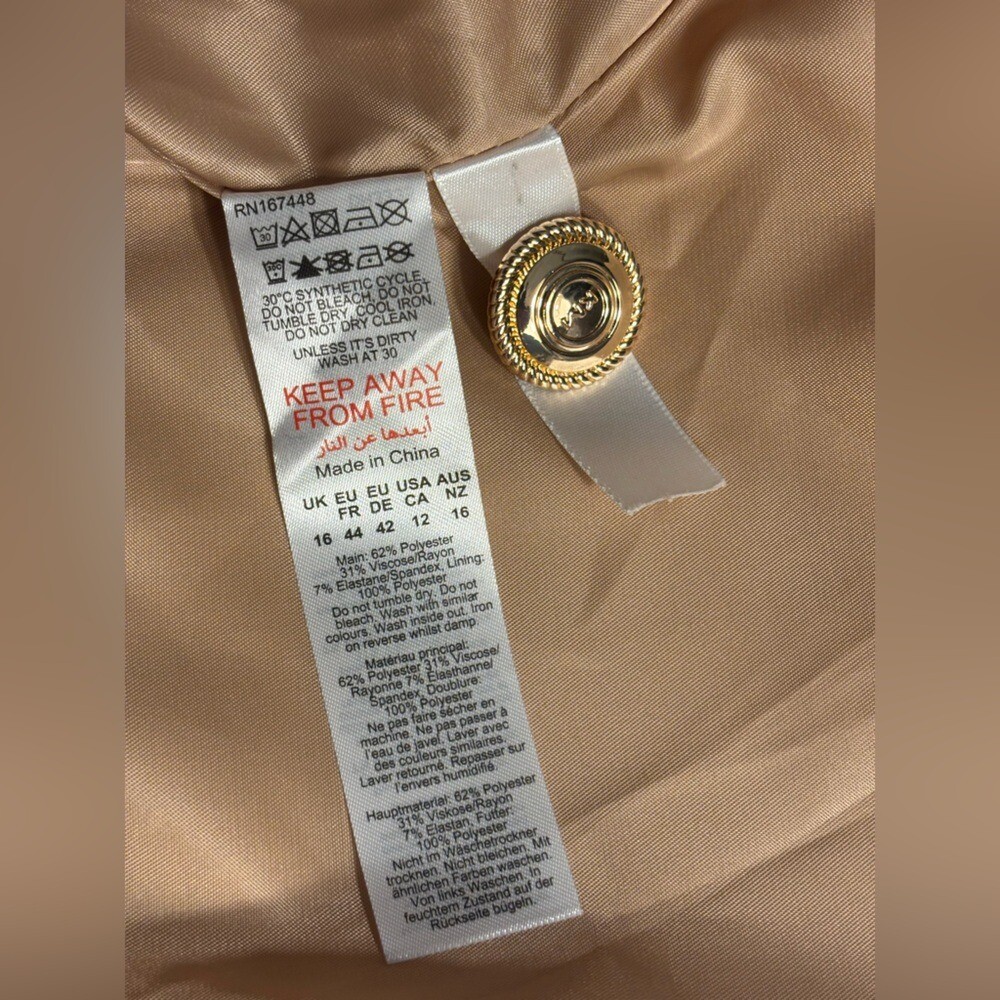 RN167448
30
30°C SYNTHETIC CYCLE,
DO NOT BLEACH, DO NOT
TUMBLE DRY, COOL IRON,
DO NOT DRY CLEAN
UNLESS IT'S DIRTY
WASH AT 30
KEEP AWAY
FROM FIRE
أبعدها عن النار
Made in China
UK EU EU USA AUS
FR DE CA NZ
16 44 42 12 16
Main: 62% Polyester
31% Viscose/Rayon
7% Elastane/Spandex, Lining:
100% Polyester
Do not tumble dry. Do not
bleach. Wash with similar
colours. Wash inside out. Iron
on reverse whilst damp.
Matériau principal:
62% Polyester 31% Viscose/
Rayonne 7% Élasthanne/
Spandex, Doublure:
100% Polyester
Ne pas faire sécher en
machine. Ne pas passer à
l'eau de javel. Laver avec
des couleurs similaires.
Laver retourné. Repasser sur
l'envers humidifié.
Hauptmaterial: 62% Polyester
31% Viskose/Rayon
7% Elastan, Futter:
100% Polyester
Nicht im Wäschetrockner
trocknen. Nicht bleichen. Mit
ähnlichen Farben waschen.
Von links Waschen. In
feuchtem Zustand auf der
Rückseite bügeln.